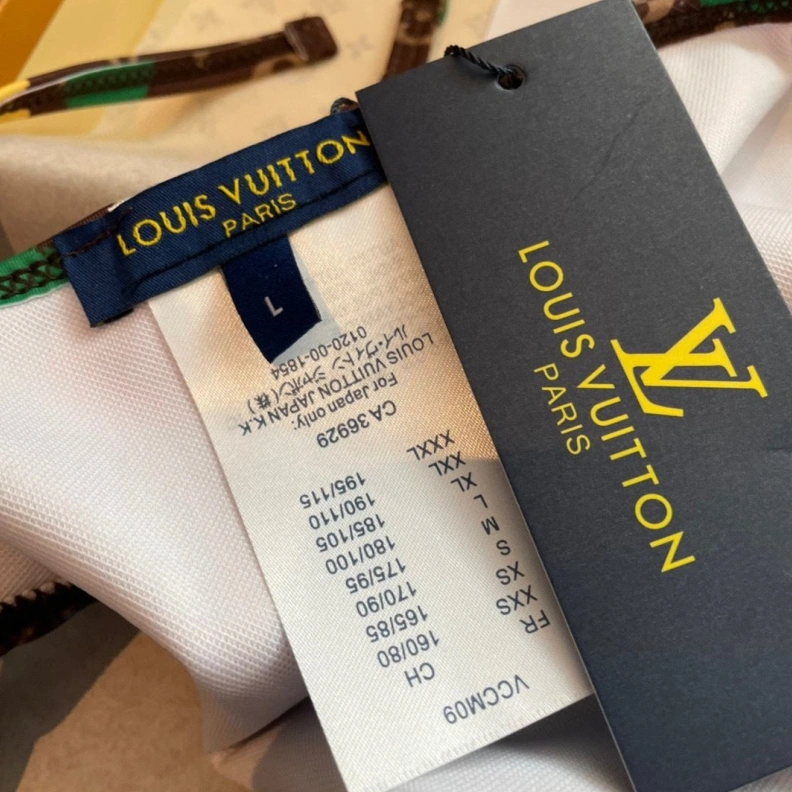 LOUIS VUITTON
PARIS
L
VCCM09
FR CH
XXS 160/80
XS 165/85
S 170/90
M 175/95
L 180/100
XL 185/105
XXL 190/110
XXXL 195/115
CA 36929
For Japan only:
LOUIS VUITTON JAPAN K.K
ルイ・ヴィトン ジャパン(株)
0120-00-1854
LV
LOUIS VUITTON
PARIS